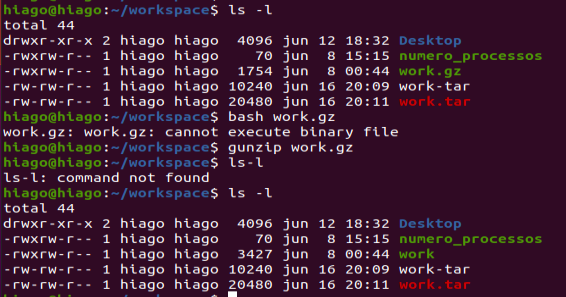 hiago@hiago:~/workspace$ ls -l
total 44
drwxr-xr-x 2 hiago hiago  4096 jun 12 18:32 Desktop
-rwxrw-r-- 1 hiago hiago    70 jun  8 15:15 numero_processos
-rwxrw-r-- 1 hiago hiago  1754 jun  8 00:44 work.gz
-rw-rw-r-- 1 hiago hiago 10240 jun 16 20:09 work-tar
-rw-rw-r-- 1 hiago hiago 20480 jun 16 20:11 work.tar
hiago@hiago:~/workspace$ bash work.gz
work.gz: work.gz: cannot execute binary file
hiago@hiago:~/workspace$ gunzip work.gz
hiago@hiago:~/workspace$ ls-l
ls-l: command not found
hiago@hiago:~/workspace$ ls -l
total 44
drwxr-xr-x 2 hiago hiago  4096 jun 12 18:32 Desktop
-rwxrw-r-- 1 hiago hiago    70 jun  8 15:15 numero_processos
-rwxrw-r-- 1 hiago hiago  3427 jun  8 00:44 work
-rw-rw-r-- 1 hiago hiago 10240 jun 16 20:09 work-tar
-rw-rw-r-- 1 hiago hiago 20480 jun 16 20:11 work.tar